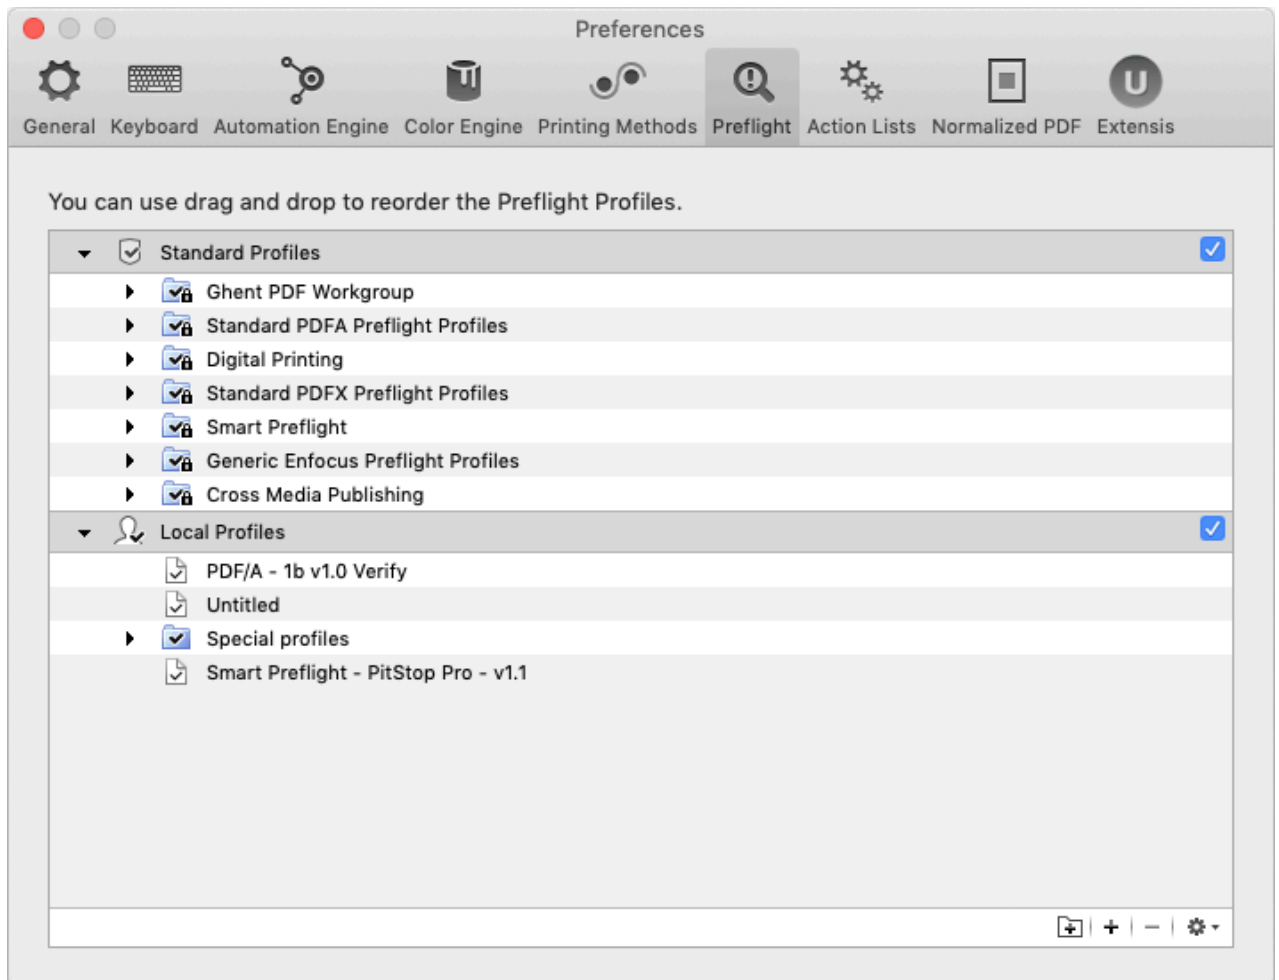 Preferences
General Keyboard Automation Engine Color Engine Printing Methods Preflight Action Lists Normalized PDF Extensis
You can use drag and drop to reorder the Preflight Profiles.
Standard Profiles
Ghent PDF Workgroup
Standard PDFA Preflight Profiles
Digital Printing
Standard PDFX Preflight Profiles
Smart Preflight
Generic Enfocus Preflight Profiles
Cross Media Publishing
Local Profiles
PDF/A - 1b v1.0 Verify
Untitled
Special profiles
Smart Preflight - PitStop Pro - v1.1